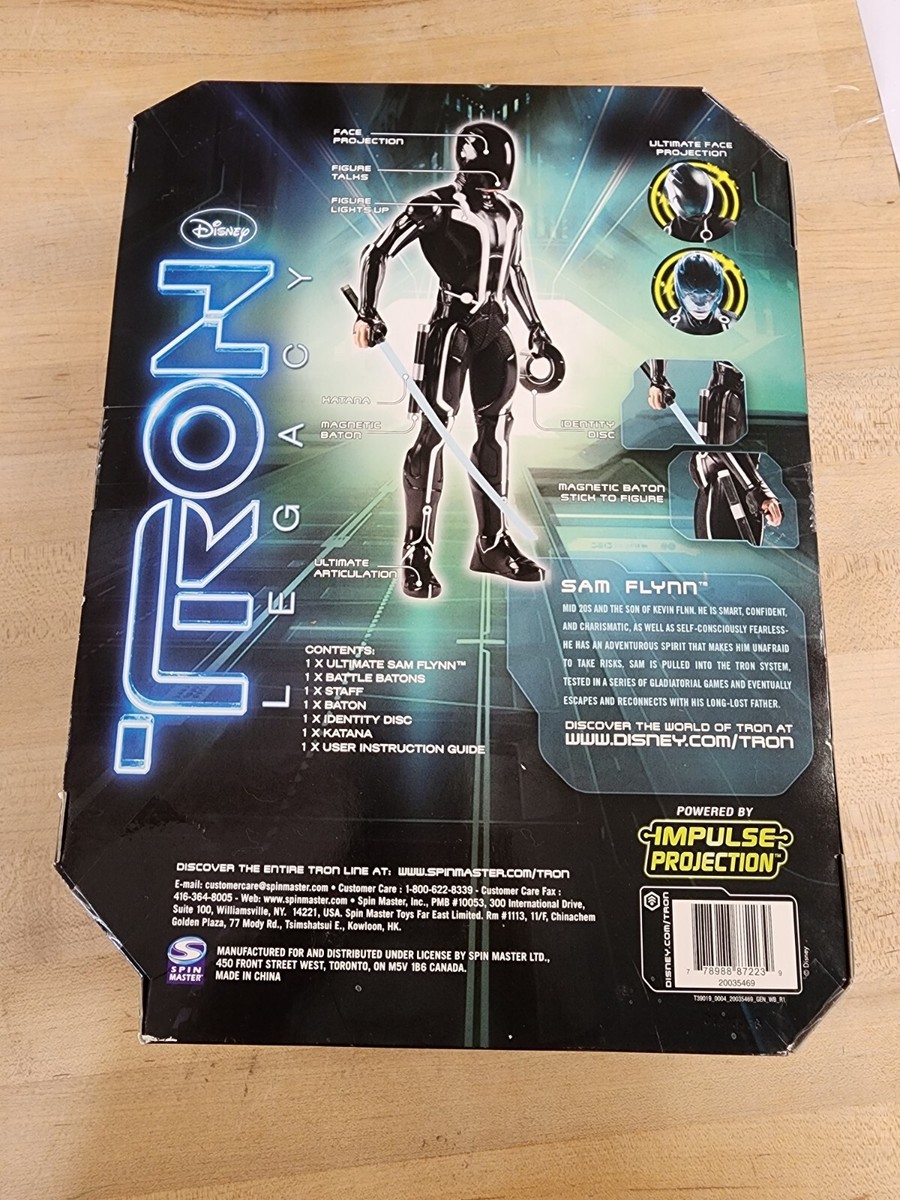 FACE
PROJECTION
FIGURE
TALKS
FIGURE
LIGHTS UP
ULTIMATE FACE
PROJECTION
Disney
TRON
LEGACY
KATANA
MAGNETIC
BATON
IDENTITY
DISC
MAGNETIC BATON
STICK TO FIGURE
ULTIMATE
ARTICULATION
SAM FLYNN™
MID 20S AND THE SON OF KEVIN FLNN. HE IS SMART, CONFIDENT,
AND CHARISMATIC, AS WELL AS SELF-CONSCIOUSLY FEARLESS-
HE HAS AN ADVENTUROUS SPIRIT THAT MAKES HIM UNAFRAID
TO TAKE RISKS. SAM IS PULLED INTO THE TRON SYSTEM,
TESTED IN A SERIES OF GLADIATORIAL GAMES AND EVENTUALLY
ESCAPES AND RECONNECTS WITH HIS LONG-LOST FATHER.
DISCOVER THE WORLD OF TRON AT
WWW.DISNEY.COM/TRON
CONTENTS:
1 X ULTIMATE SAM FLYNN™
1 X BATTLE BATONS
1 X STAFF
1 X BATON
1 X IDENTITY DISC
1 X KATANA
1 X USER INSTRUCTION GUIDE
POWERED BY
IMPULSE
PROJECTION™
DISCOVER THE ENTIRE TRON LINE AT: WWW.SPINMASTER.COM/TRON
E-mail: customercare@spinmaster.com • Customer Care : 1-800-622-8339 - Customer Care Fax :
416-364-8005 - Web: www.spinmaster.com • Spin Master, Inc., PMB #10053, 300 International Drive,
Suite 100, Williamsville, NY. 14221, USA. Spin Master Toys Far East Limited. Rm #1113, 11/F, Chinachem
Golden Plaza, 77 Mody Rd., Tsimshatsui E., Kowloon, HK.
SPIN
MASTER™
MANUFACTURED FOR AND DISTRIBUTED UNDER LICENSE BY SPIN MASTER LTD.,
450 FRONT STREET WEST, TORONTO, ON M5V 1B6 CANADA.
MADE IN CHINA
DISNEY.COM/TRON
7 78988 87223 9
20035469
© Disney
T39019_0004_20035469_GEN_WB_R1